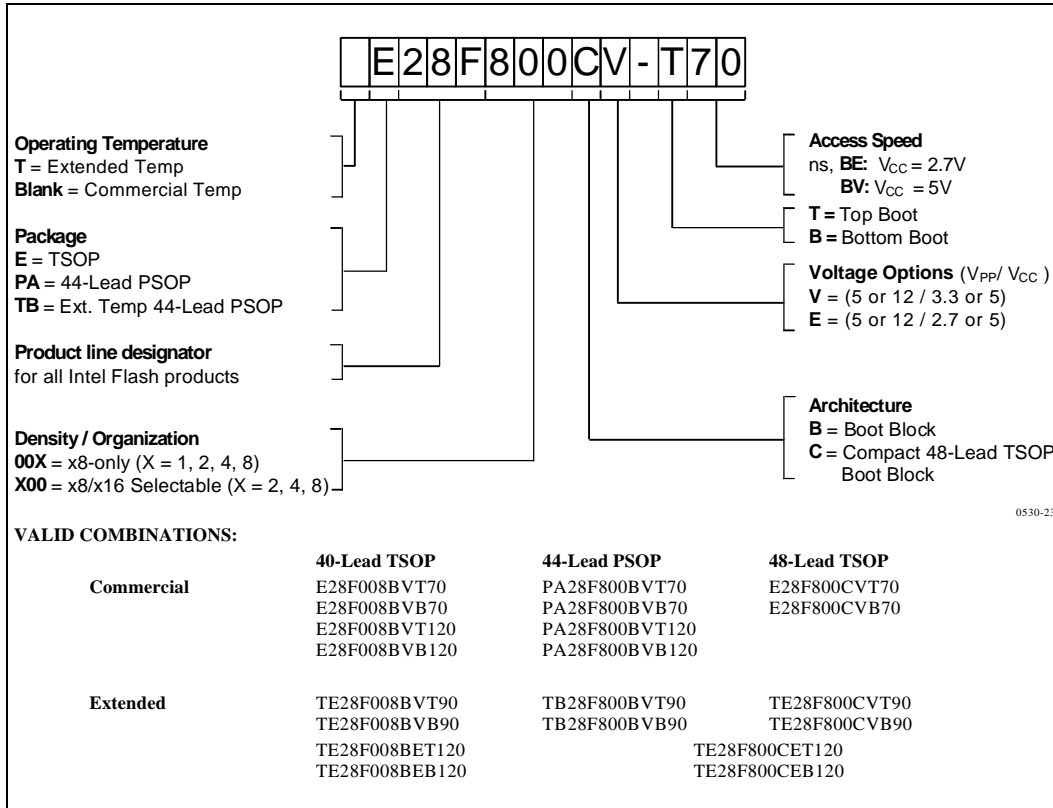 E28F800CV-T70
Operating Temperature
T = Extended Temp
Blank = Commercial Temp
Package
E = TSOP
PA = 44-Lead PSOP
TB = Ext. Temp 44-Lead PSOP
Product line designator
for all Intel Flash products
Density / Organization
00X = x8-only (X = 1, 2, 4, 8)
X00 = x8/x16 Selectable (X = 2, 4, 8)
Access Speed
ns, BE: VCC = 2.7V
BV: VCC = 5V
T = Top Boot
B = Bottom Boot
Voltage Options (VPP/ VCC )
V = (5 or 12 / 3.3 or 5)
E = (5 or 12 / 2.7 or 5)
Architecture
B = Boot Block
C = Compact 48-Lead TSOP
Boot Block
0530-23
VALID COMBINATIONS:
40-Lead TSOP 44-Lead PSOP 48-Lead TSOP
Commercial E28F008BVT70 PA28F800BVT70 E28F800CVT70
E28F008BVB70 PA28F800BVB70 E28F800CVB70
E28F008BVT120 PA28F800BVT120
E28F008BVB120 PA28F800BVB120
Extended TE28F008BVT90 TB28F800BVT90 TE28F800CVT90
TE28F008BVB90 TB28F800BVB90 TE28F800CVB90
TE28F008BET120 TE28F800CET120
TE28F008BEB120 TE28F800CEB120